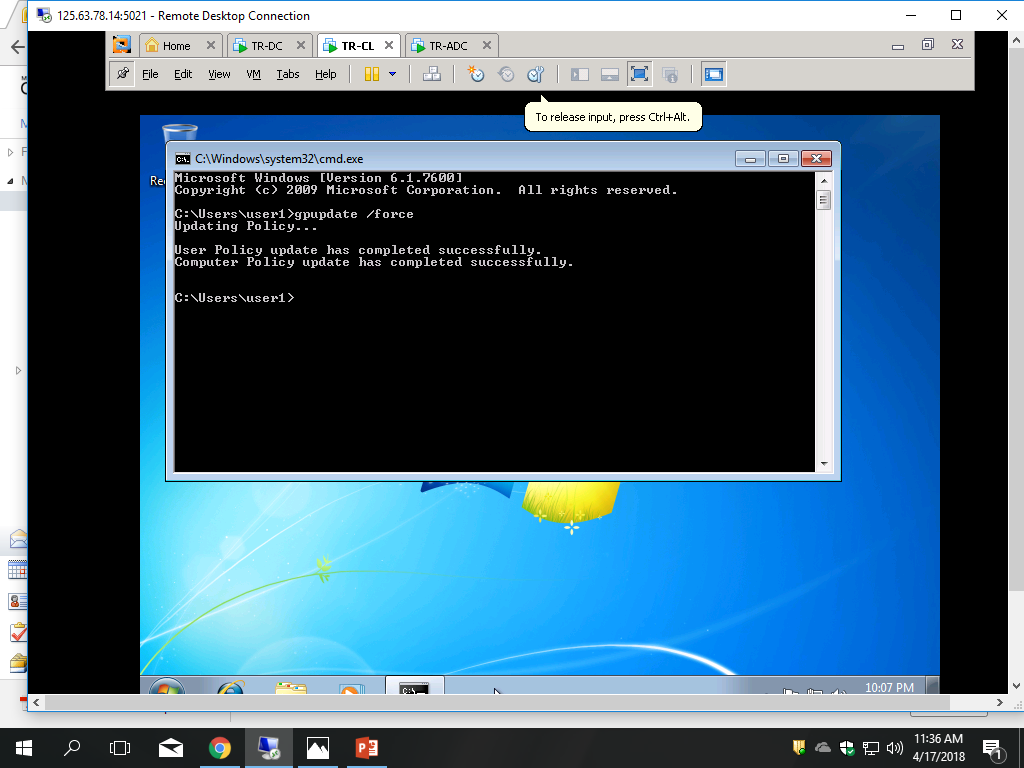 125.63.78.14:5021 - Remote Desktop Connection
Home TR-DC TR-CL TR-ADC
File Edit View VM Tabs Help
To release input, press Ctrl+Alt.
C:\Windows\system32\cmd.exe
Microsoft Windows [Version 6.1.7600]
Copyright (c) 2009 Microsoft Corporation.  All rights reserved.
C:\Users\user1>gpupdate /force
Updating Policy...
User Policy update has completed successfully.
Computer Policy update has completed successfully.
C:\Users\user1>
10:07 PM
11:36 AM
4/17/2018
1